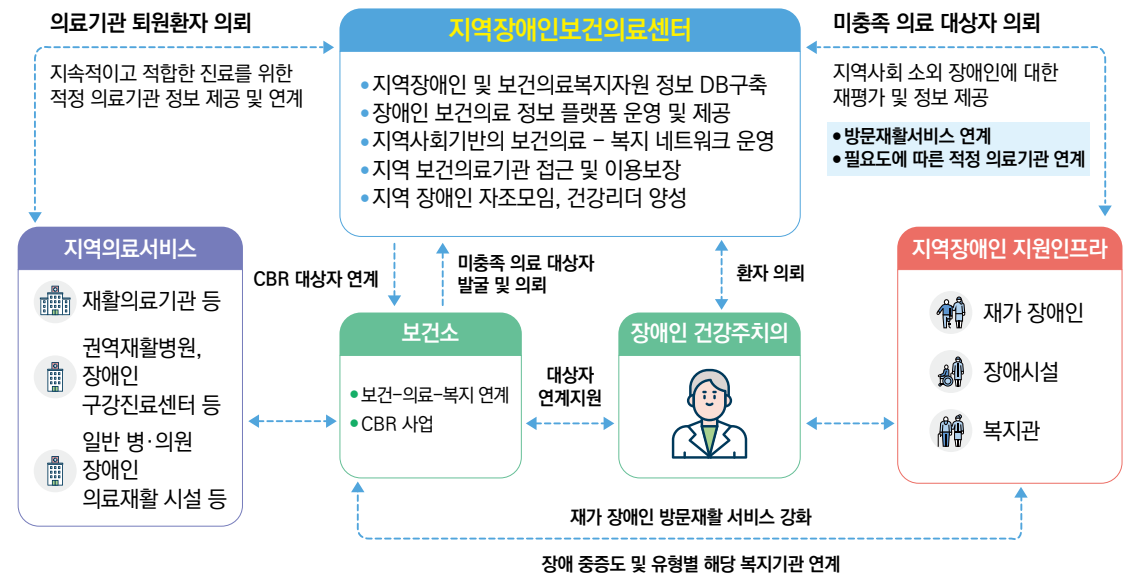 의료기관 퇴원환자 의뢰
지속적이고 적합한 진료를 위한
적정 의료기관 정보 제공 및 연계
지역장애인보건의료센터
•지역장애인 및 보건의료복지자원 정보 DB구축
•장애인 보건의료 정보 플랫폼 운영 및 제공
•지역사회기반의 보건의료 – 복지 네트워크 운영
•지역 보건의료기관 접근 및 이용보장
•지역 장애인 자조모임, 건강리더 양성
미충족 의료 대상자 의뢰
지역사회 소외 장애인에 대한
재평가 및 정보 제공
•방문재활서비스 연계
•필요도에 따른 적정 의료기관 연계
지역의료서비스
재활의료기관 등
권역재활병원,
장애인
구강진료센터 등
일반 병·의원
장애인
의료재활 시설 등
CBR 대상자 연계
미충족 의료 대상자
발굴 및 의뢰
환자 의뢰
보건소
•보건–의료–복지 연계
•CBR 사업
대상자
연계지원
장애인 건강주치의
지역장애인 지원인프라
재가 장애인
장애시설
복지관
재가 장애인 방문재활 서비스 강화
장애 중증도 및 유형별 해당 복지기관 연계